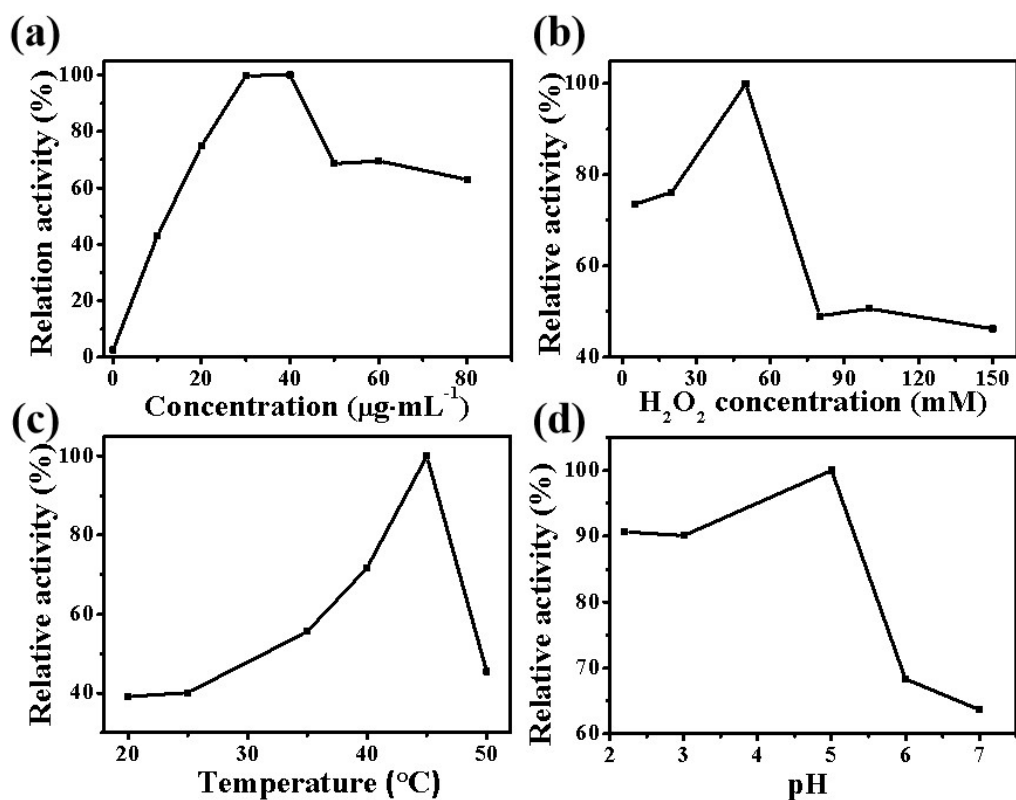 (a)
Relation activity (%)
100
80
60
40
20
0
0 20 40 60 80
Concentration (μg·mL⁻¹)
(b)
Relative activity (%)
100
80
60
40
0 30 60 90 120 150
H₂O₂ concentration (mM)
(c)
Relative activity (%)
100
80
60
40
20 30 40 50
Temperature (°C)
(d)
Relative activity (%)
100
90
80
70
60
2 3 4 5 6 7
pH